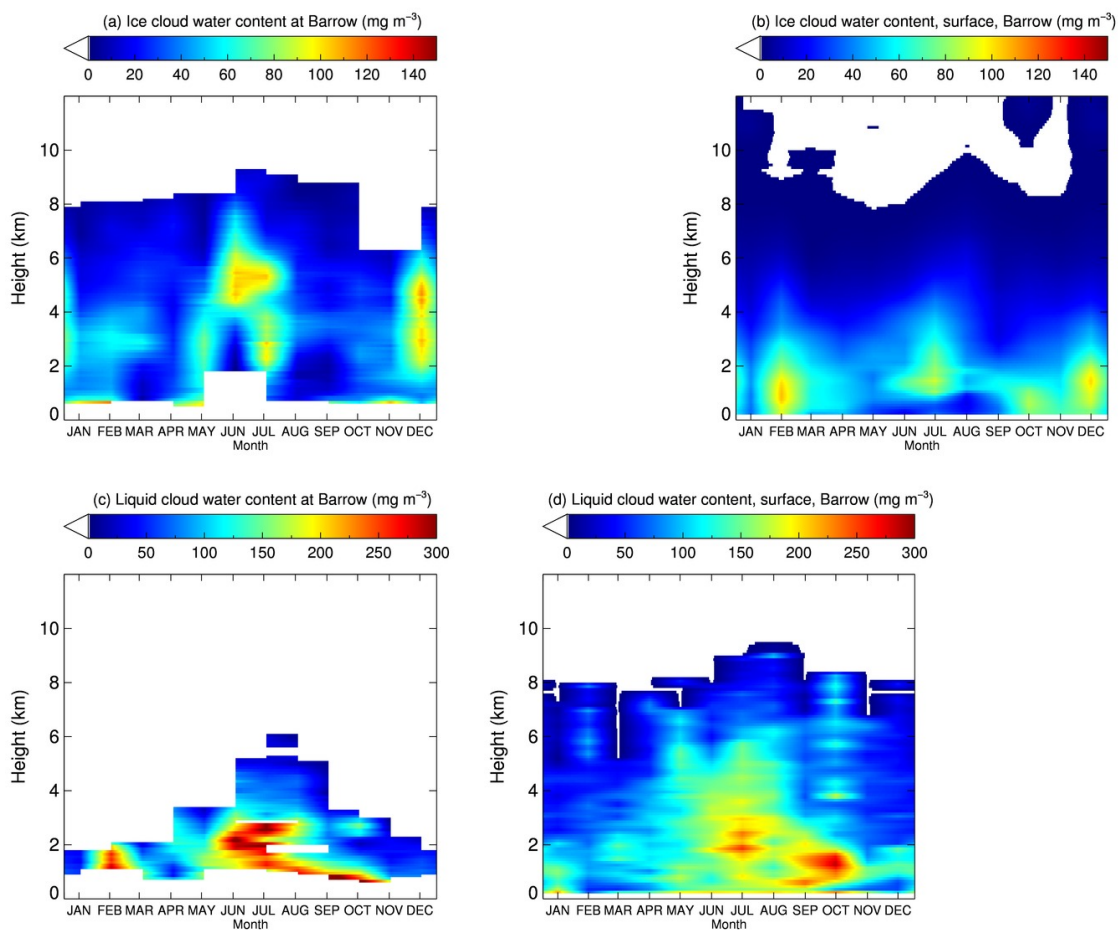 (a) Ice cloud water content at Barrow (mg m⁻³)
0 20 40 60 80 100 120 140
10
8
6
4
2
0
Height (km)
JAN FEB MAR APR MAY JUN JUL AUG SEP OCT NOV DEC
Month
(b) Ice cloud water content, surface, Barrow (mg m⁻³)
0 20 40 60 80 100 120 140
10
8
6
4
2
0
Height (km)
JAN FEB MAR APR MAY JUN JUL AUG SEP OCT NOV DEC
Month
(c) Liquid cloud water content at Barrow (mg m⁻³)
0 50 100 150 200 250 300
10
8
6
4
2
0
Height (km)
JAN FEB MAR APR MAY JUN JUL AUG SEP OCT NOV DEC
Month
(d) Liquid cloud water content, surface, Barrow (mg m⁻³)
0 50 100 150 200 250 300
10
8
6
4
2
0
Height (km)
JAN FEB MAR APR MAY JUN JUL AUG SEP OCT NOV DEC
Month